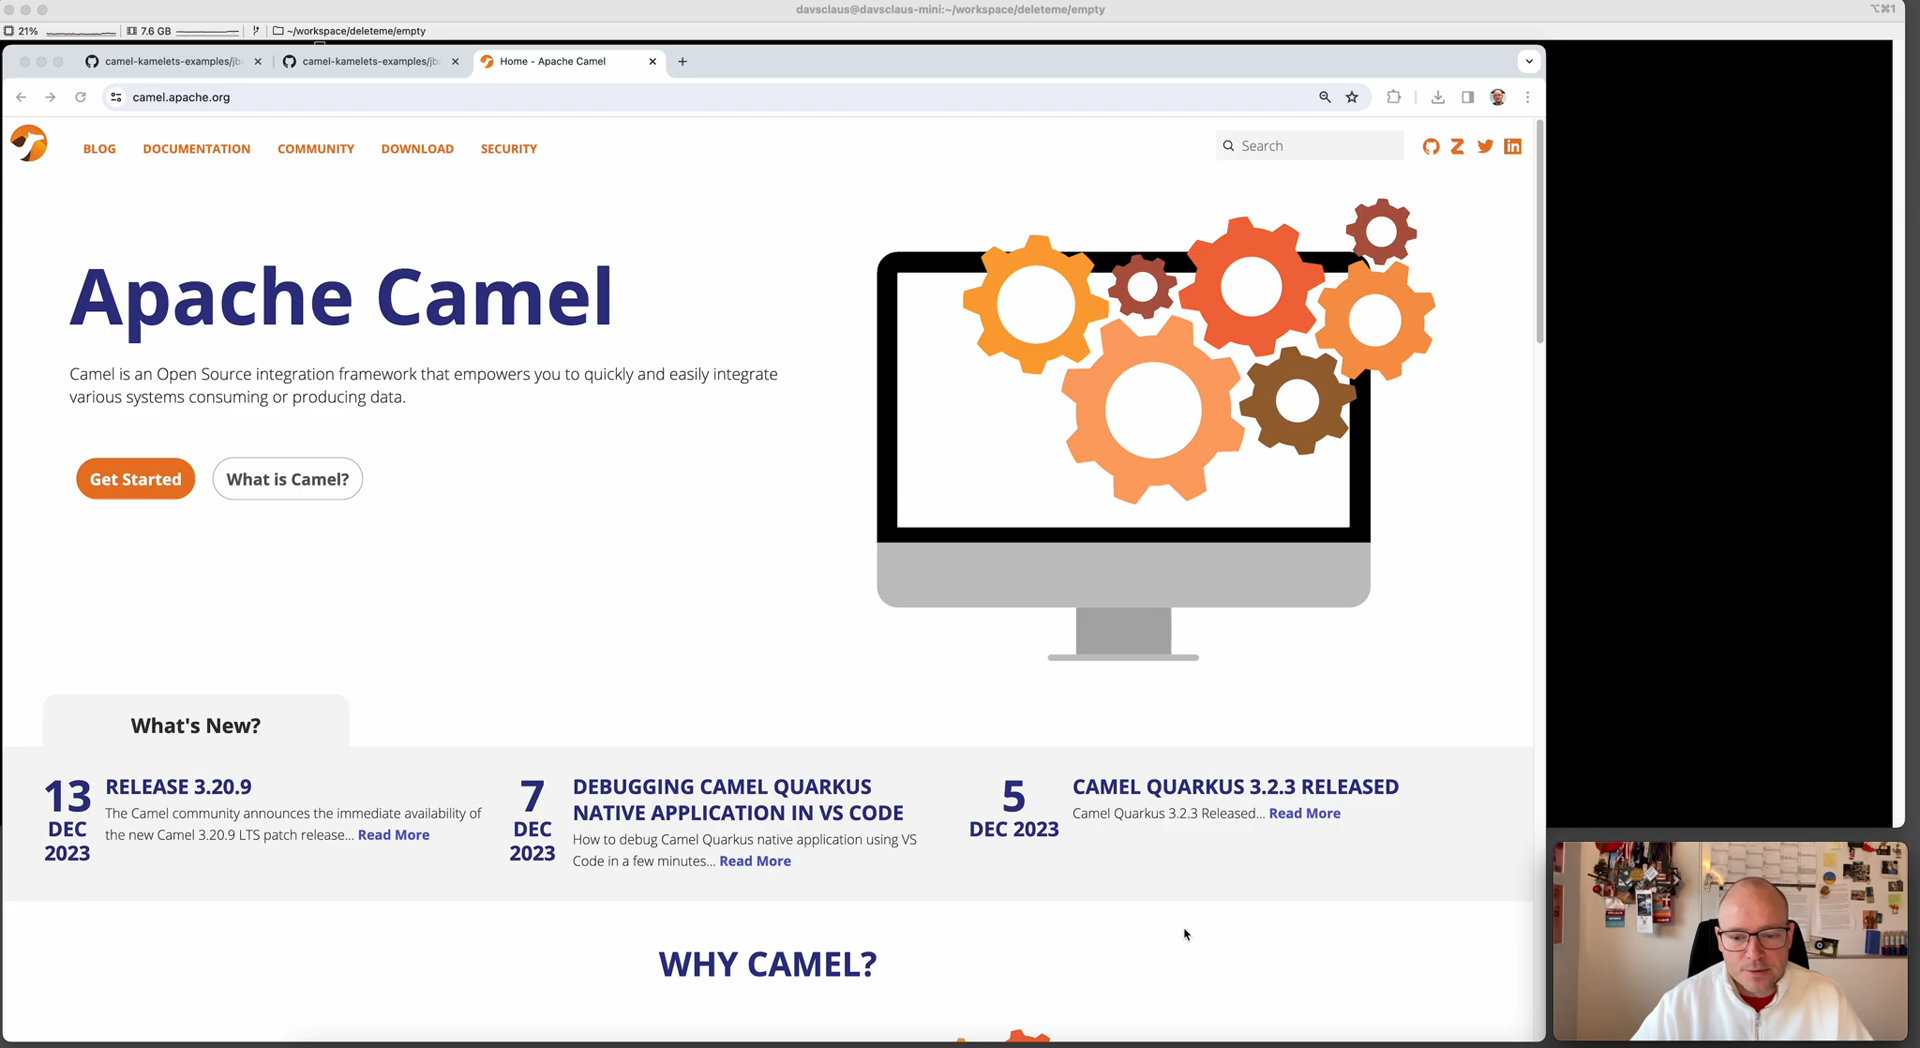 davsclaus@davsclaus-mini:~/workspace/deleteme/empty
⌥⌘1
21%
7.6 GB
~/workspace/deleteme/empty
camel-kamelets-examples/jb
camel-kamelets-examples/jb
Home - Apache Camel
camel.apache.org
BLOG
DOCUMENTATION
COMMUNITY
DOWNLOAD
SECURITY
Search
Apache Camel
Camel is an Open Source integration framework that empowers you to quickly and easily integrate
various systems consuming or producing data.
Get Started
What is Camel?
What's New?
13
DEC
2023
RELEASE 3.20.9
The Camel community announces the immediate availability of
the new Camel 3.20.9 LTS patch release... Read More
7
DEC
2023
DEBUGGING CAMEL QUARKUS
NATIVE APPLICATION IN VS CODE
How to debug Camel Quarkus native application using VS
Code in a few minutes... Read More
5
DEC 2023
CAMEL QUARKUS 3.2.3 RELEASED
Camel Quarkus 3.2.3 Released... Read More
WHY CAMEL?